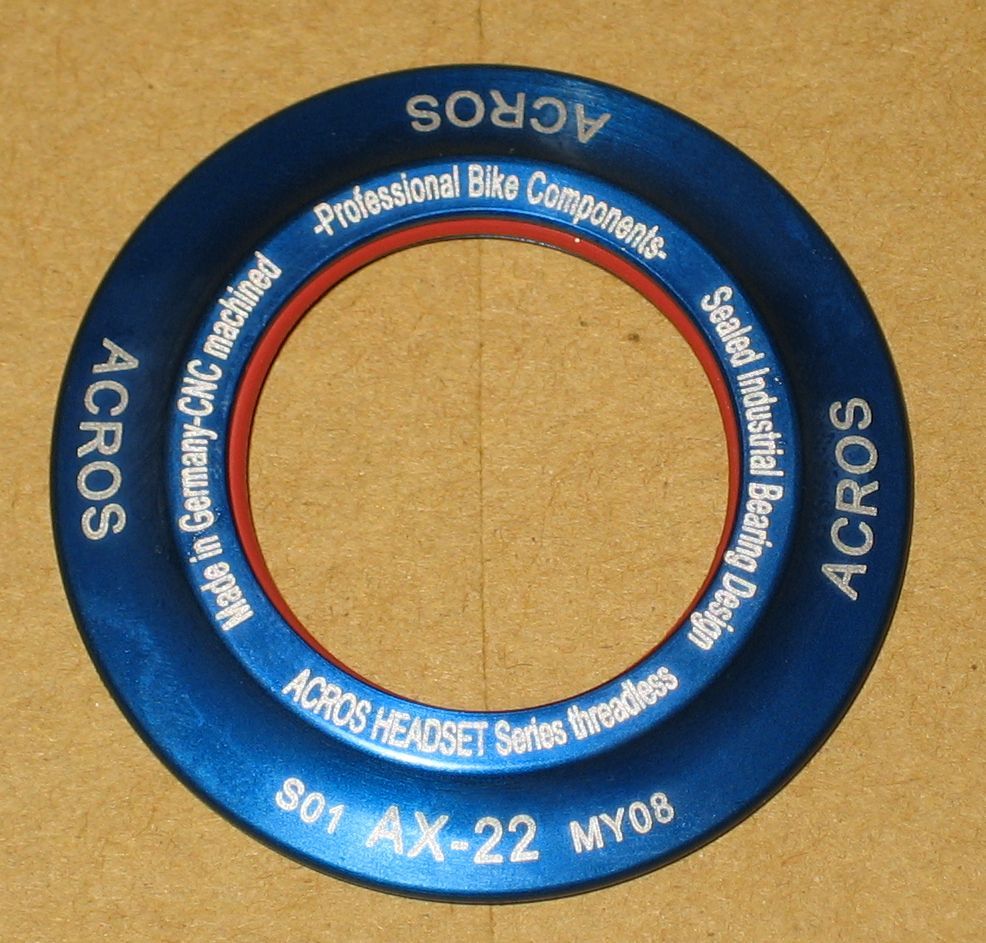 ACROS
-Professional Bike Components-
Sealed Industrial Bearing Design
ACROS
ACROS
Made in Germany-CNC machined
ACROS HEADSET Series threadless
S01 AX-22 MY08